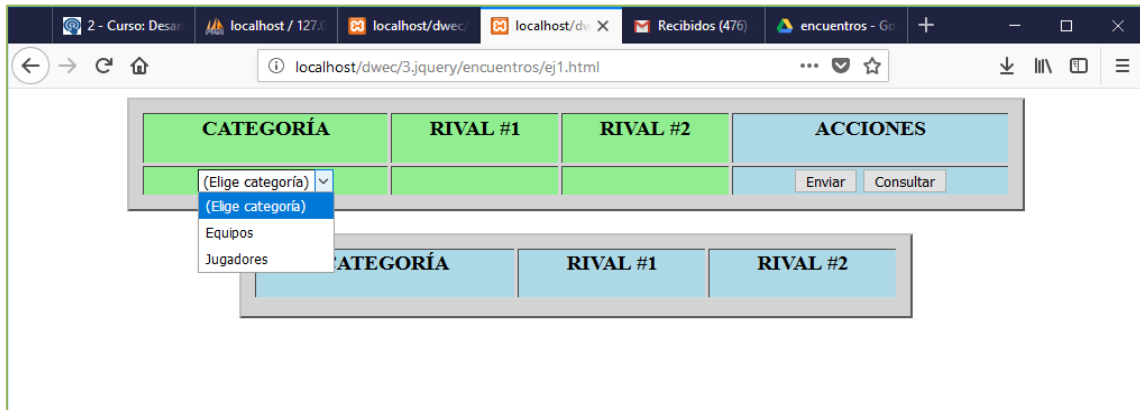 2 - Curso: Desar localhost / 127.0 localhost/dwec/ localhost/dw Recibidos (476) encuentros - Go
localhost/dwec/3.jquery/encuentros/ej1.html
CATEGORÍA RIVAL #1 RIVAL #2 ACCIONES
(Elige categoría) Enviar Consultar
(Elige categoría)
Equipos
Jugadores
ATEGORÍA RIVAL #1 RIVAL #2